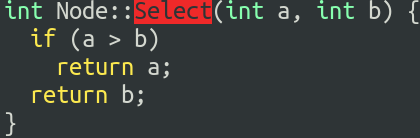 int Node::Select(int a, int b) {
  if (a > b)
    return a;
  return b;
}